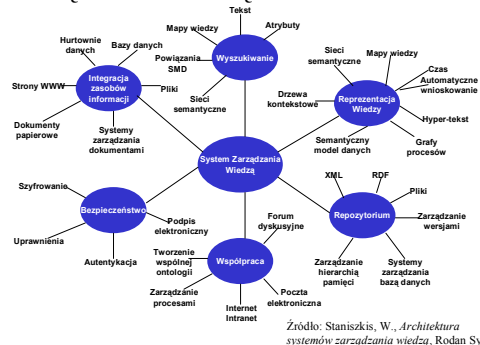 Tekst
Mapy wiedzy
Atrybuty
Wyszukiwanie
Powiązania
SMD
Sieci
semantyczne
Hurtownie
danych
Bazy danych
Integracja
zasobów
informacji
Strony WWW
Pliki
Dokumenty
papierowe
Systemy
zarządzania
dokumentami
Sieci
semantyczne
Mapy wiedzy
Czas
Automatyczne
wnioskowanie
Drzewa
kontekstowe
Reprezentacja
Wiedzy
Hyper-tekst
Semantyczny
model danych
Grafy
procesów
System Zarządzania
Wiedzą
Szyfrowanie
Bezpieczeństwo
Podpis
elektroniczny
Uprawnienia
Autentykacja
XML
RDF
Pliki
Repozytorium
Zarządzanie
wersjami
Zarządzanie
hierarchią
pamięci
Systemy
zarządzania
bazą danych
Forum
dyskusyjne
Tworzenie
wspólnej
ontologii
Współpraca
Zarządzanie
procesami
Internet
Intranet
Poczta
elektroniczna
Źródło: Staniszkis, W., Architektura
systemów zarządzania wiedzą, Rodan Sy